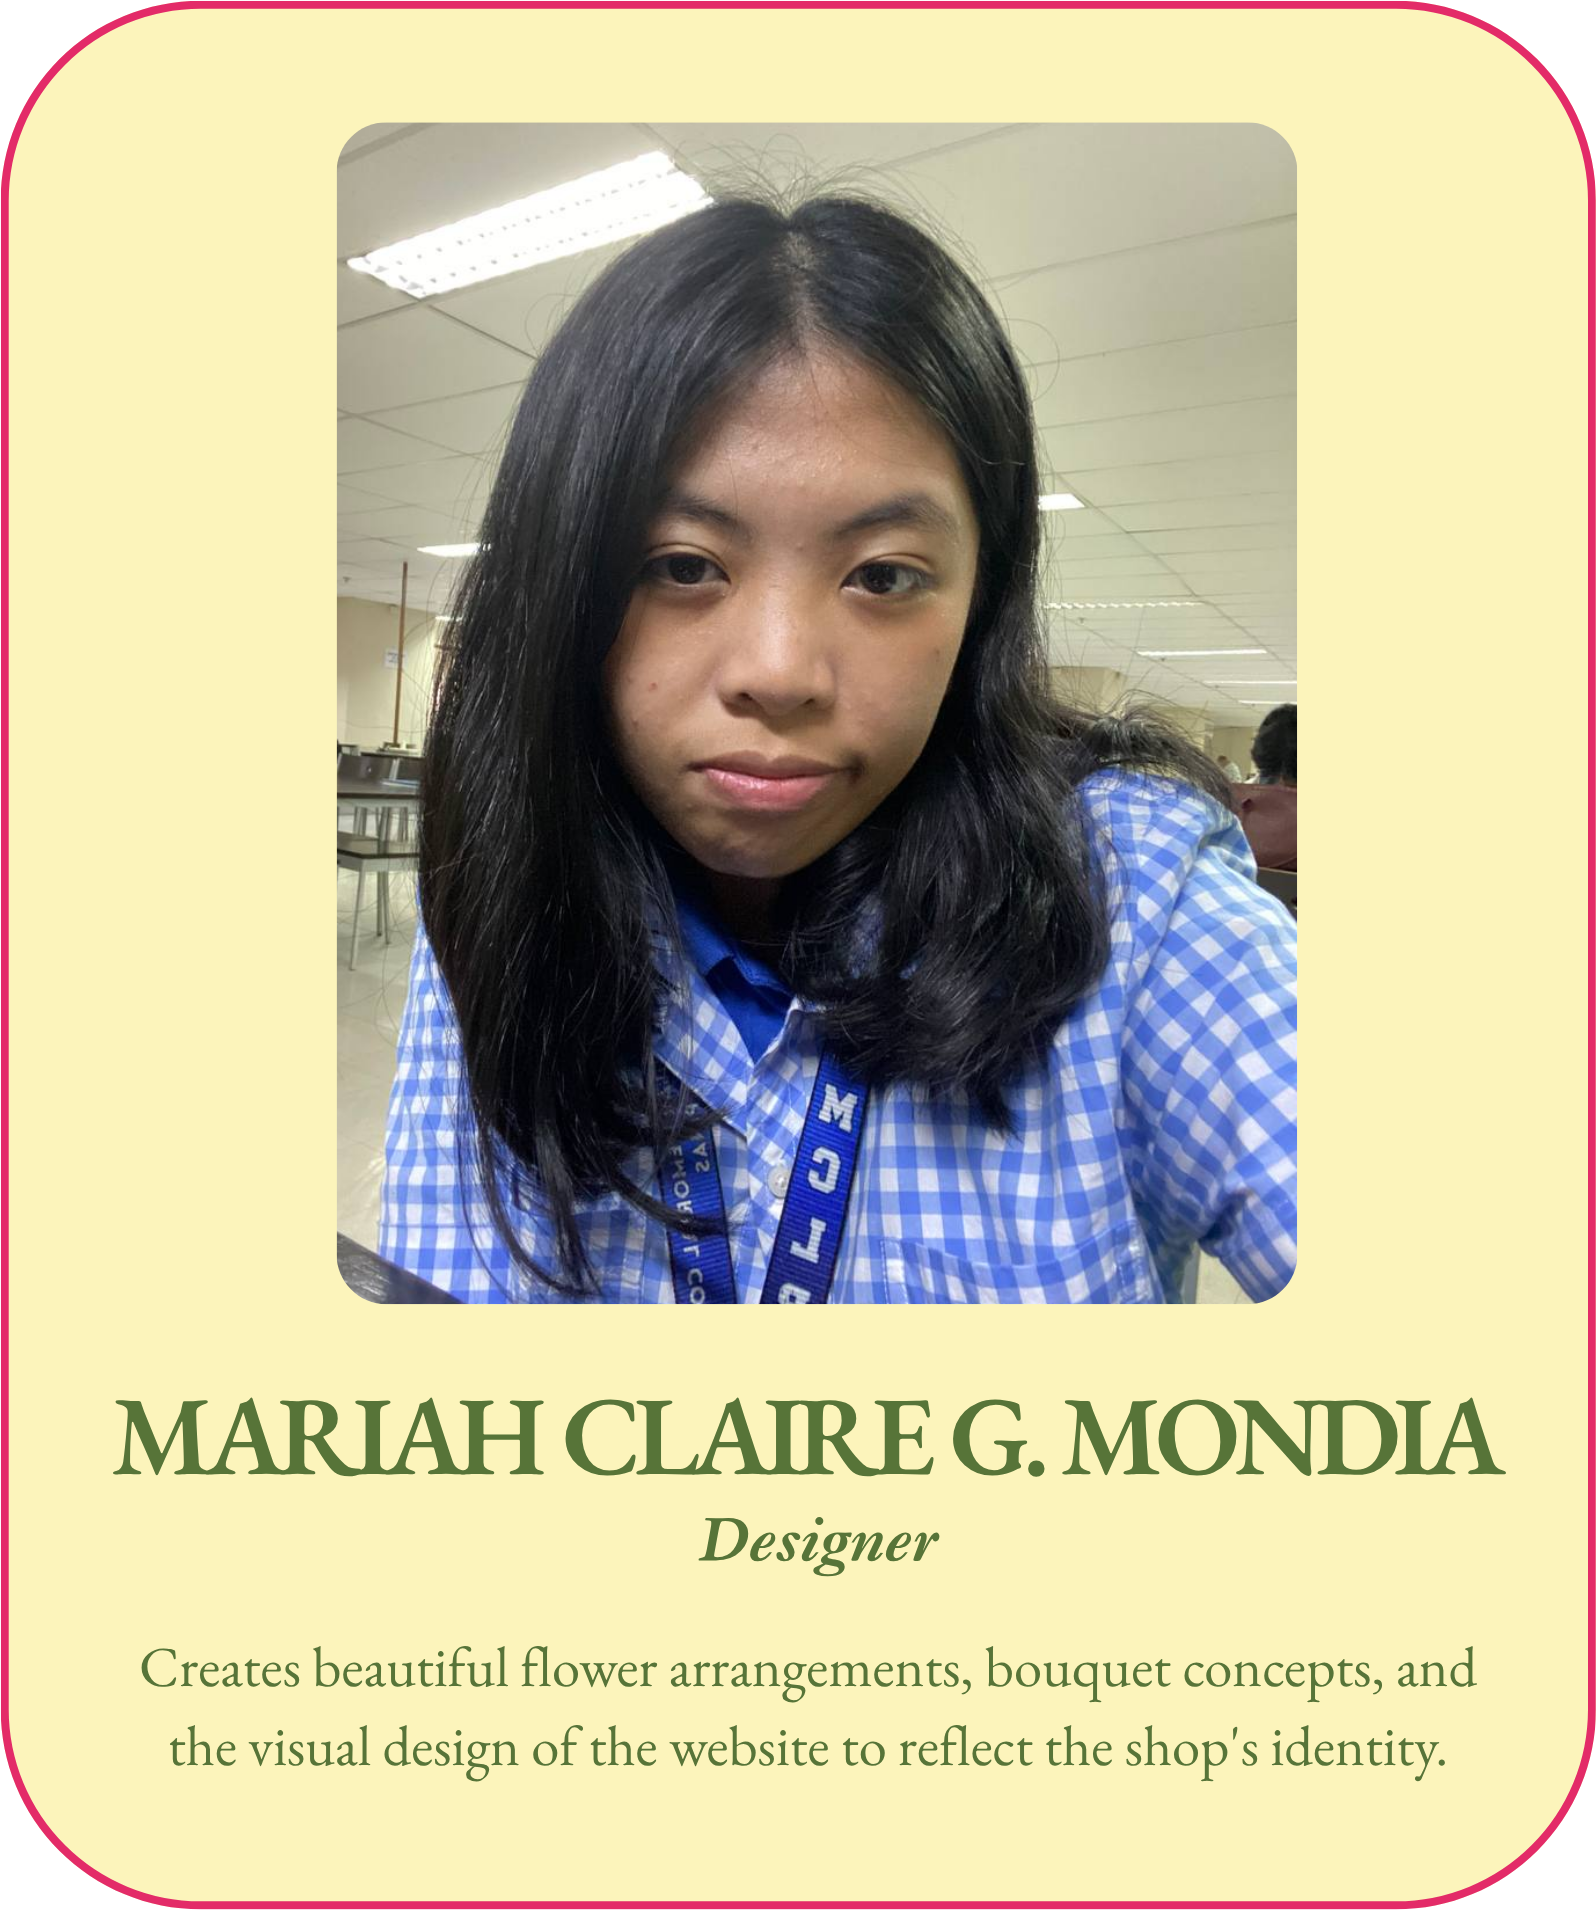 MARIAH CLAIRE G. MONDIA
Designer
Creates beautiful flower arrangements, bouquet concepts, and
the visual design of the website to reflect the shop's identity.